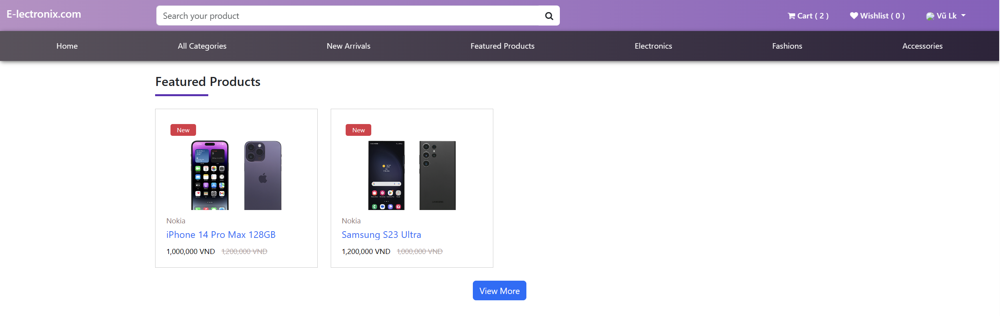 E-lectronix.com
Search your product
Cart ( 2 )
Wishlist ( 0 )
Vũ Lk
Home
All Categories
New Arrivals
Featured Products
Electronics
Fashions
Accessories
Featured Products
New
Nokia
iPhone 14 Pro Max 128GB
1,000,000 VND 1,200,000 VND
New
32°
SAMSUNG
Nokia
Samsung S23 Ultra
1,200,000 VND 1,000,000 VND
View More